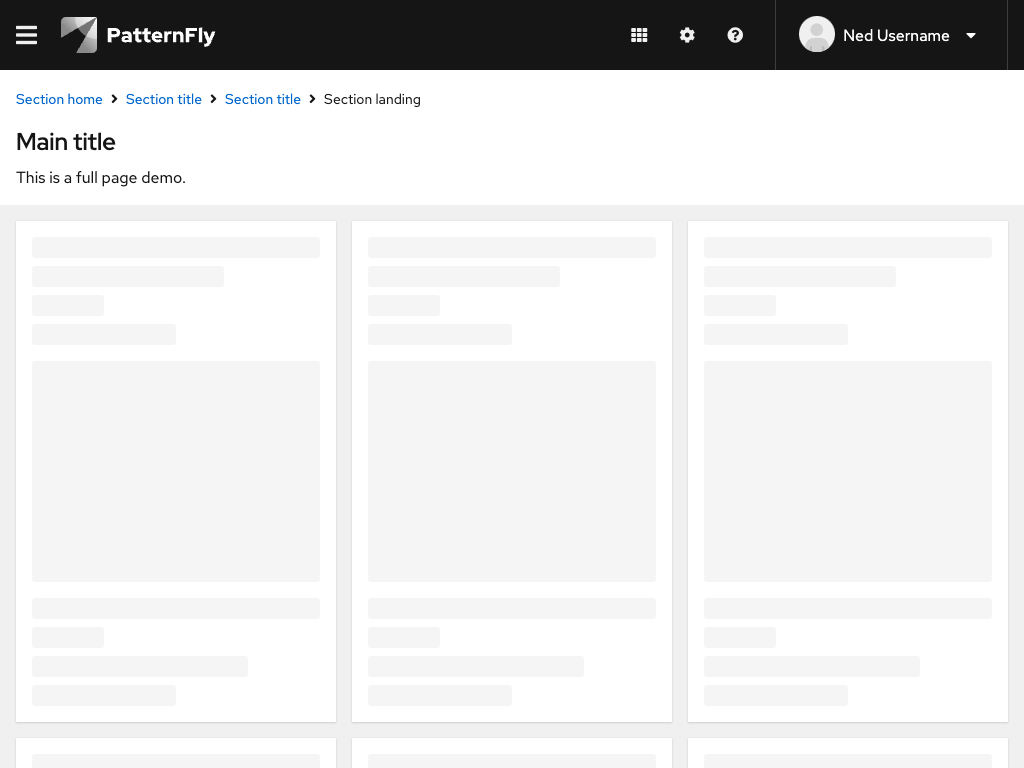 PatternFly
Ned Username
Section home Section title Section title Section landing
Main title
This is a full page demo.